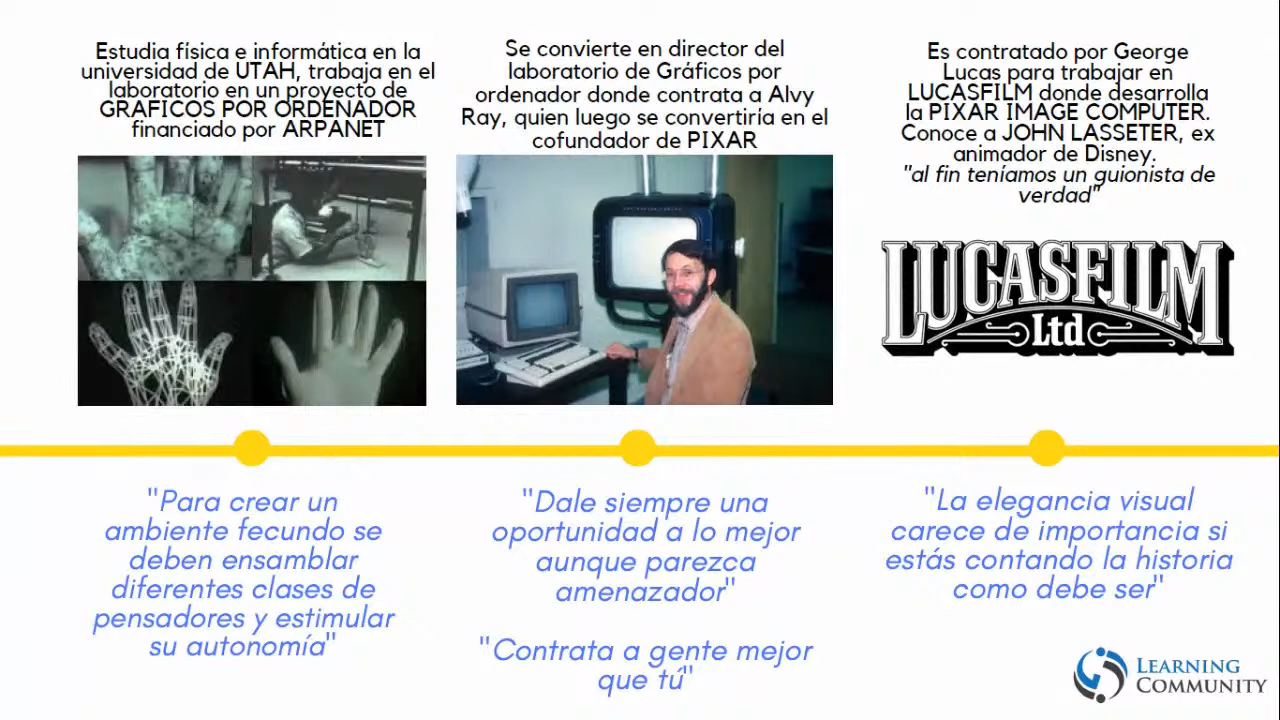 Estudia física e informática en la
universidad de UTAH, trabaja en el
laboratorio en un proyecto de
GRAFICOS POR ORDENADOR
financiado por ARPANET
Se convierte en director del
laboratorio de Gráficos por
ordenador donde contrata a Alvy
Ray, quien luego se convertiría en el
cofundador de PIXAR
Es contratado por George
Lucas para trabajar en
LUCASFILM donde desarrolla
la PIXAR IMAGE COMPUTER.
Conoce a JOHN LASSETER, ex
animador de Disney.
"al fin teníamos un guionista de
verdad"
LUCASFILM
Ltd
"Para crear un
ambiente fecundo se
deben ensamblar
diferentes clases de
pensadores y estimular
su autonomía"
"Dale siempre una
oportunidad a lo mejor
aunque parezca
amenazador"
"Contrata a gente mejor
que tú"
"La elegancia visual
carece de importancia si
estás contando la historia
como debe ser"
LEARNING
COMMUNITY